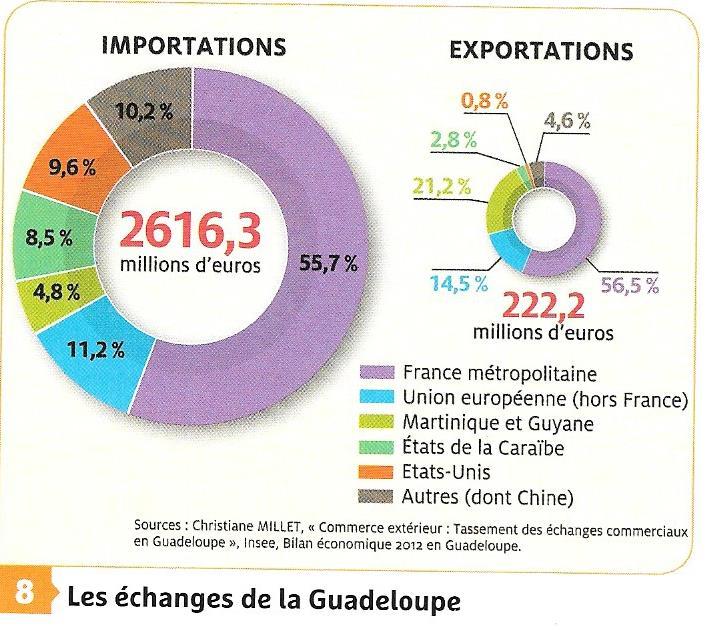 IMPORTATIONS
10,2 %
9,6 %
8,5 %
4,8 %
11,2 %
55,7 %
2616,3
millions d'euros
EXPORTATIONS
0,8 %
4,6 %
2,8 %
21,2 %
14,5 %
56,5 %
222,2
millions d'euros
France métropolitaine
Union européenne (hors France)
Martinique et Guyane
États de la Caraïbe
Etats-Unis
Autres (dont Chine)
Sources : Christiane MILLET, « Commerce extérieur : Tassement des échanges commerciaux
en Guadeloupe », Insee, Bilan économique 2012 en Guadeloupe.
8 Les échanges de la Guadeloupe